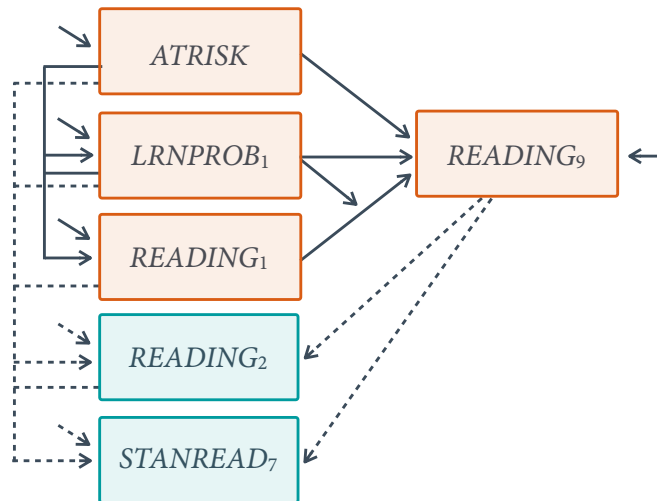 ATRISK
LRNPROB₁
READING₉
READING₁
READING₂
STANREAD₇